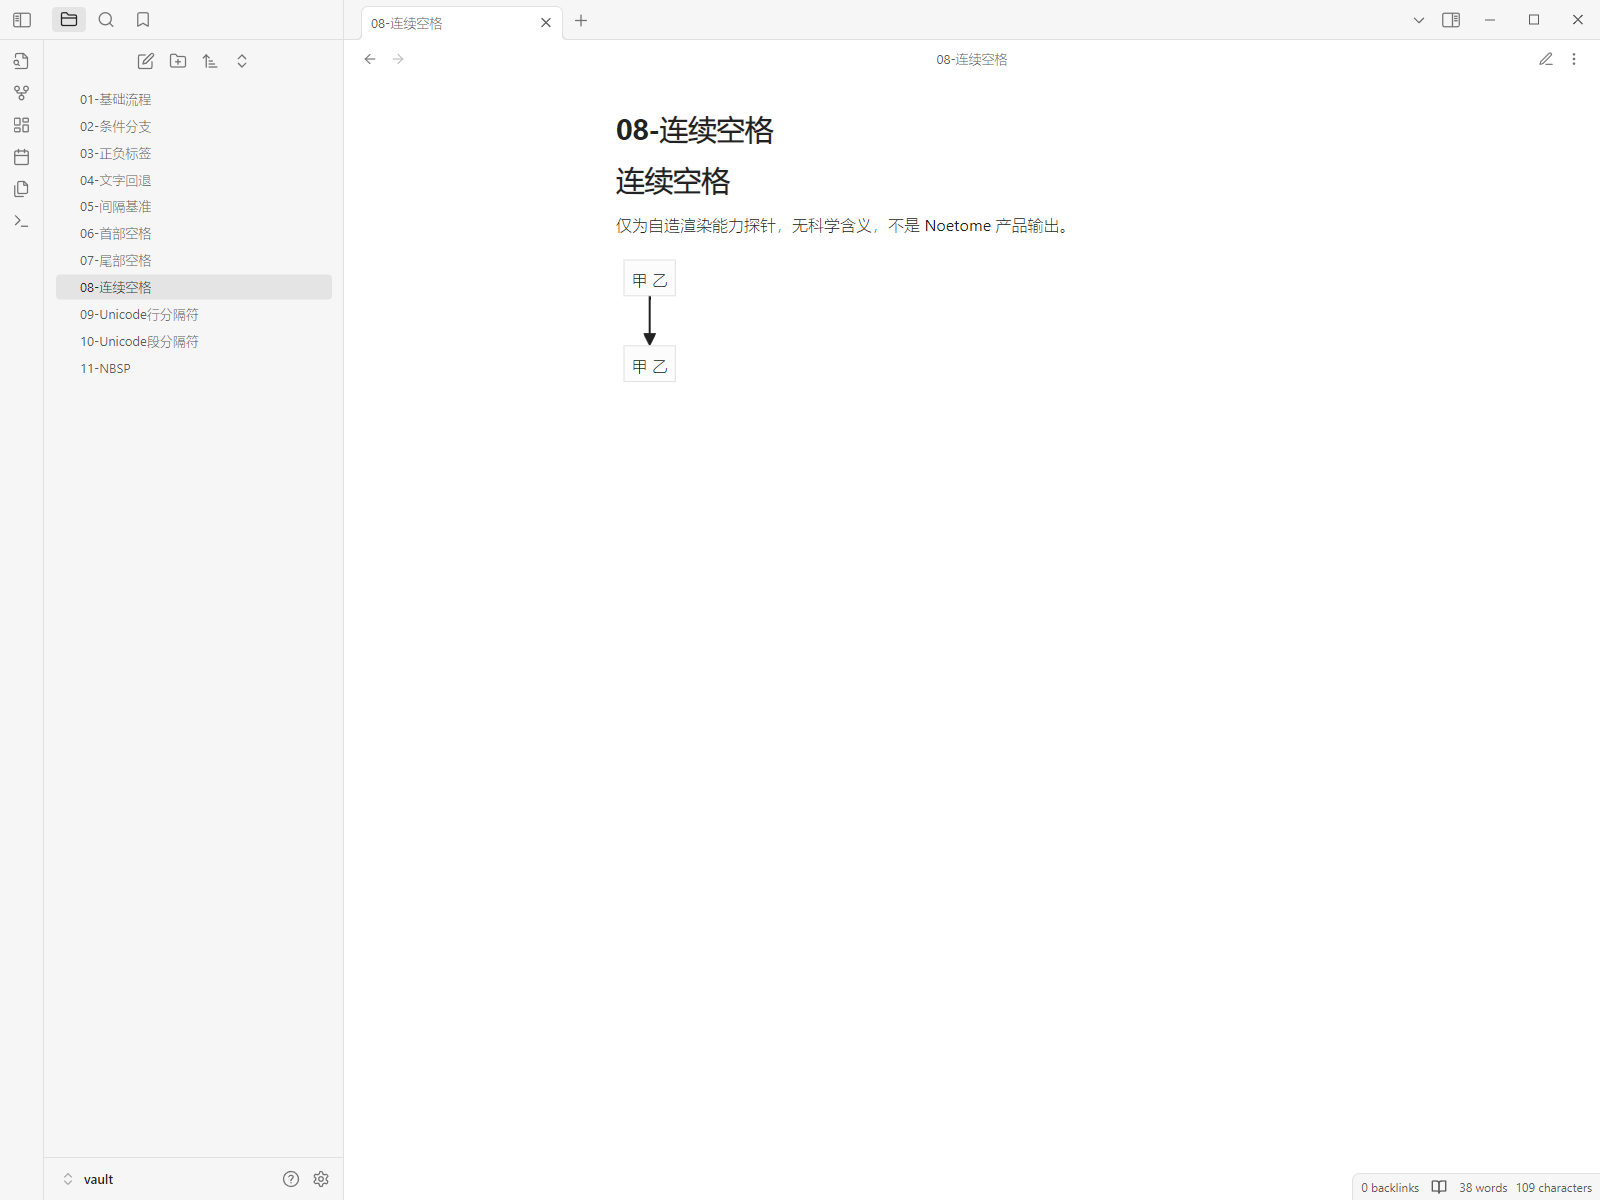 08-连续空格
08-连续空格
01-基础流程
02-条件分支
03-正负标签
04-文字回退
05-间隔基准
06-首部空格
07-尾部空格
08-连续空格
09-Unicode行分隔符
10-Unicode段分隔符
11-NBSP
08-连续空格
连续空格
仅为自造渲染能力探针，无科学含义，不是 Noetome 产品输出。
甲 乙
甲 乙
vault
0 backlinks 38 words 109 characters